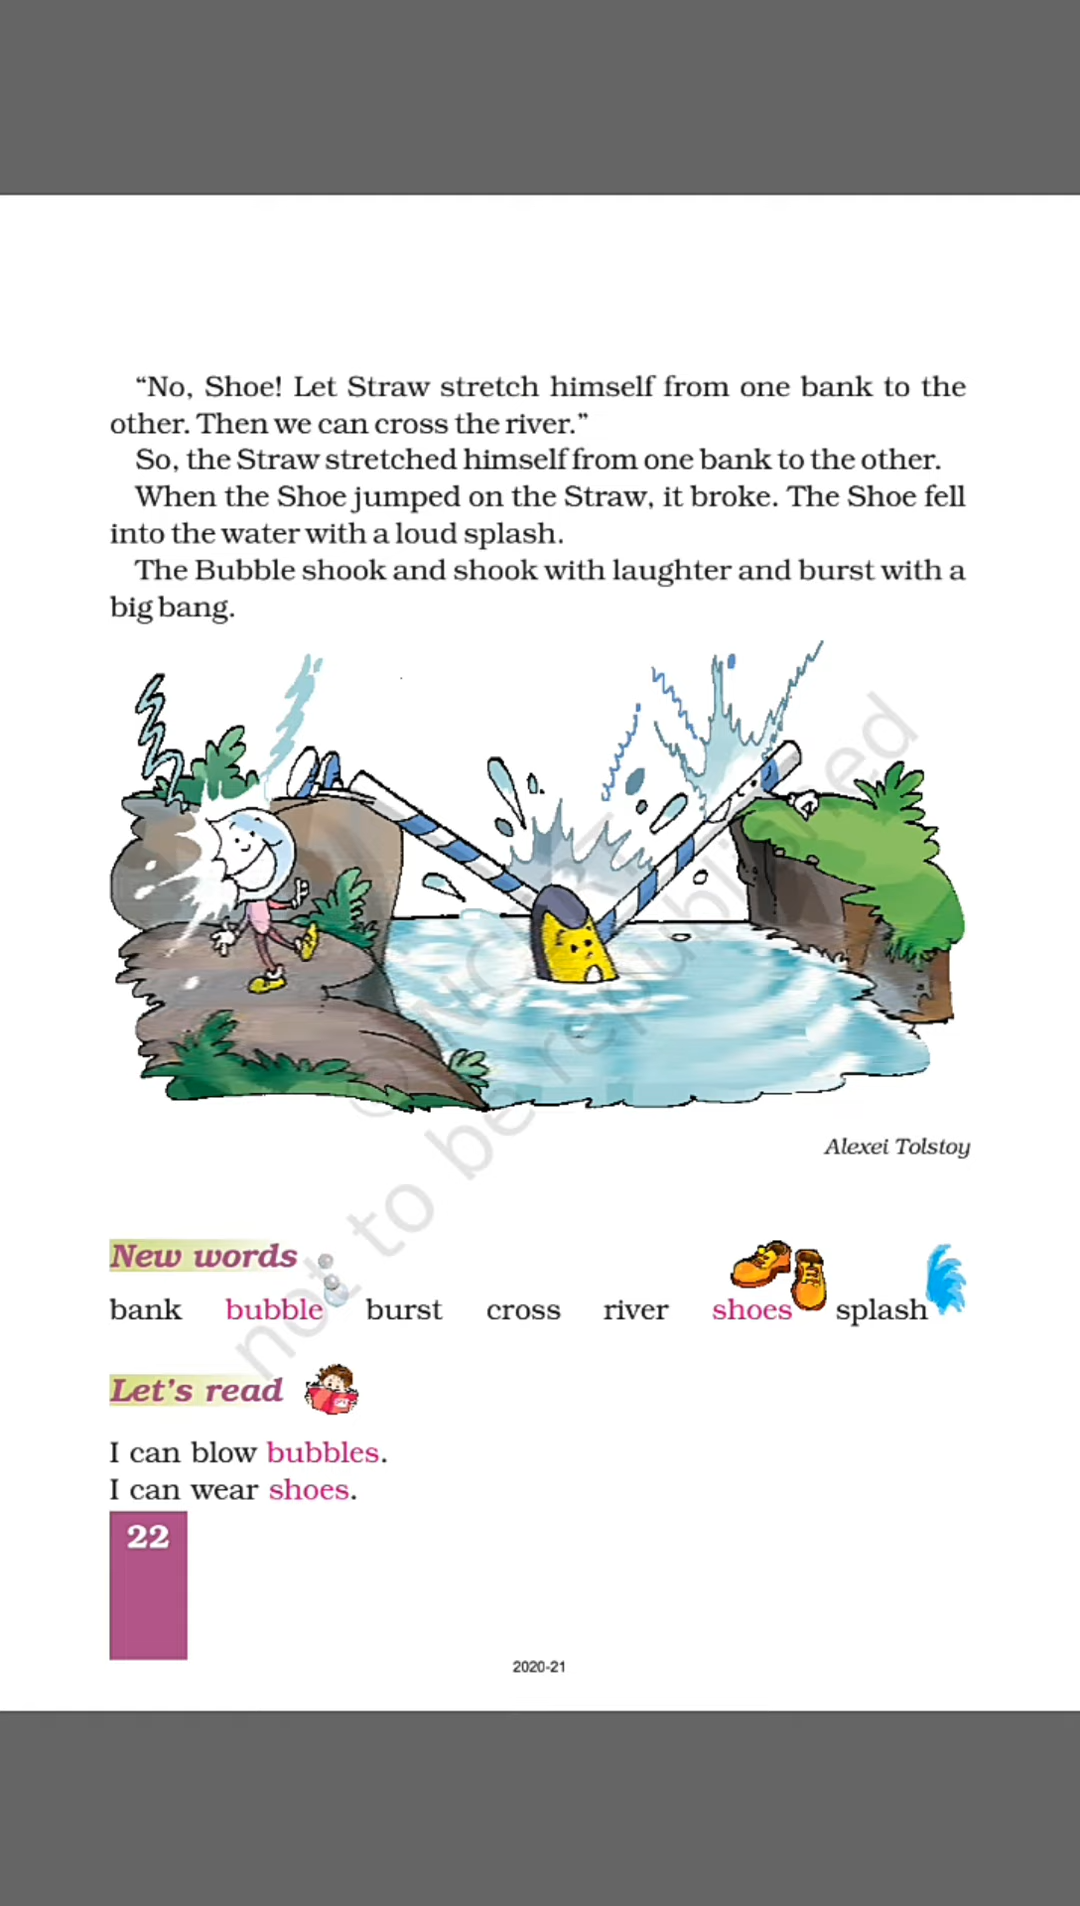 “No, Shoe! Let Straw stretch himself from one bank to the
other. Then we can cross the river.”
So, the Straw stretched himself from one bank to the other.
When the Shoe jumped on the Straw, it broke. The Shoe fell
into the water with a loud splash.
The Bubble shook and shook with laughter and burst with a
big bang.
not to be republished
Alexei Tolstoy
New words
bank bubble burst cross river shoes splash
Let’s read
I can blow bubbles.
I can wear shoes.
22
2020-21